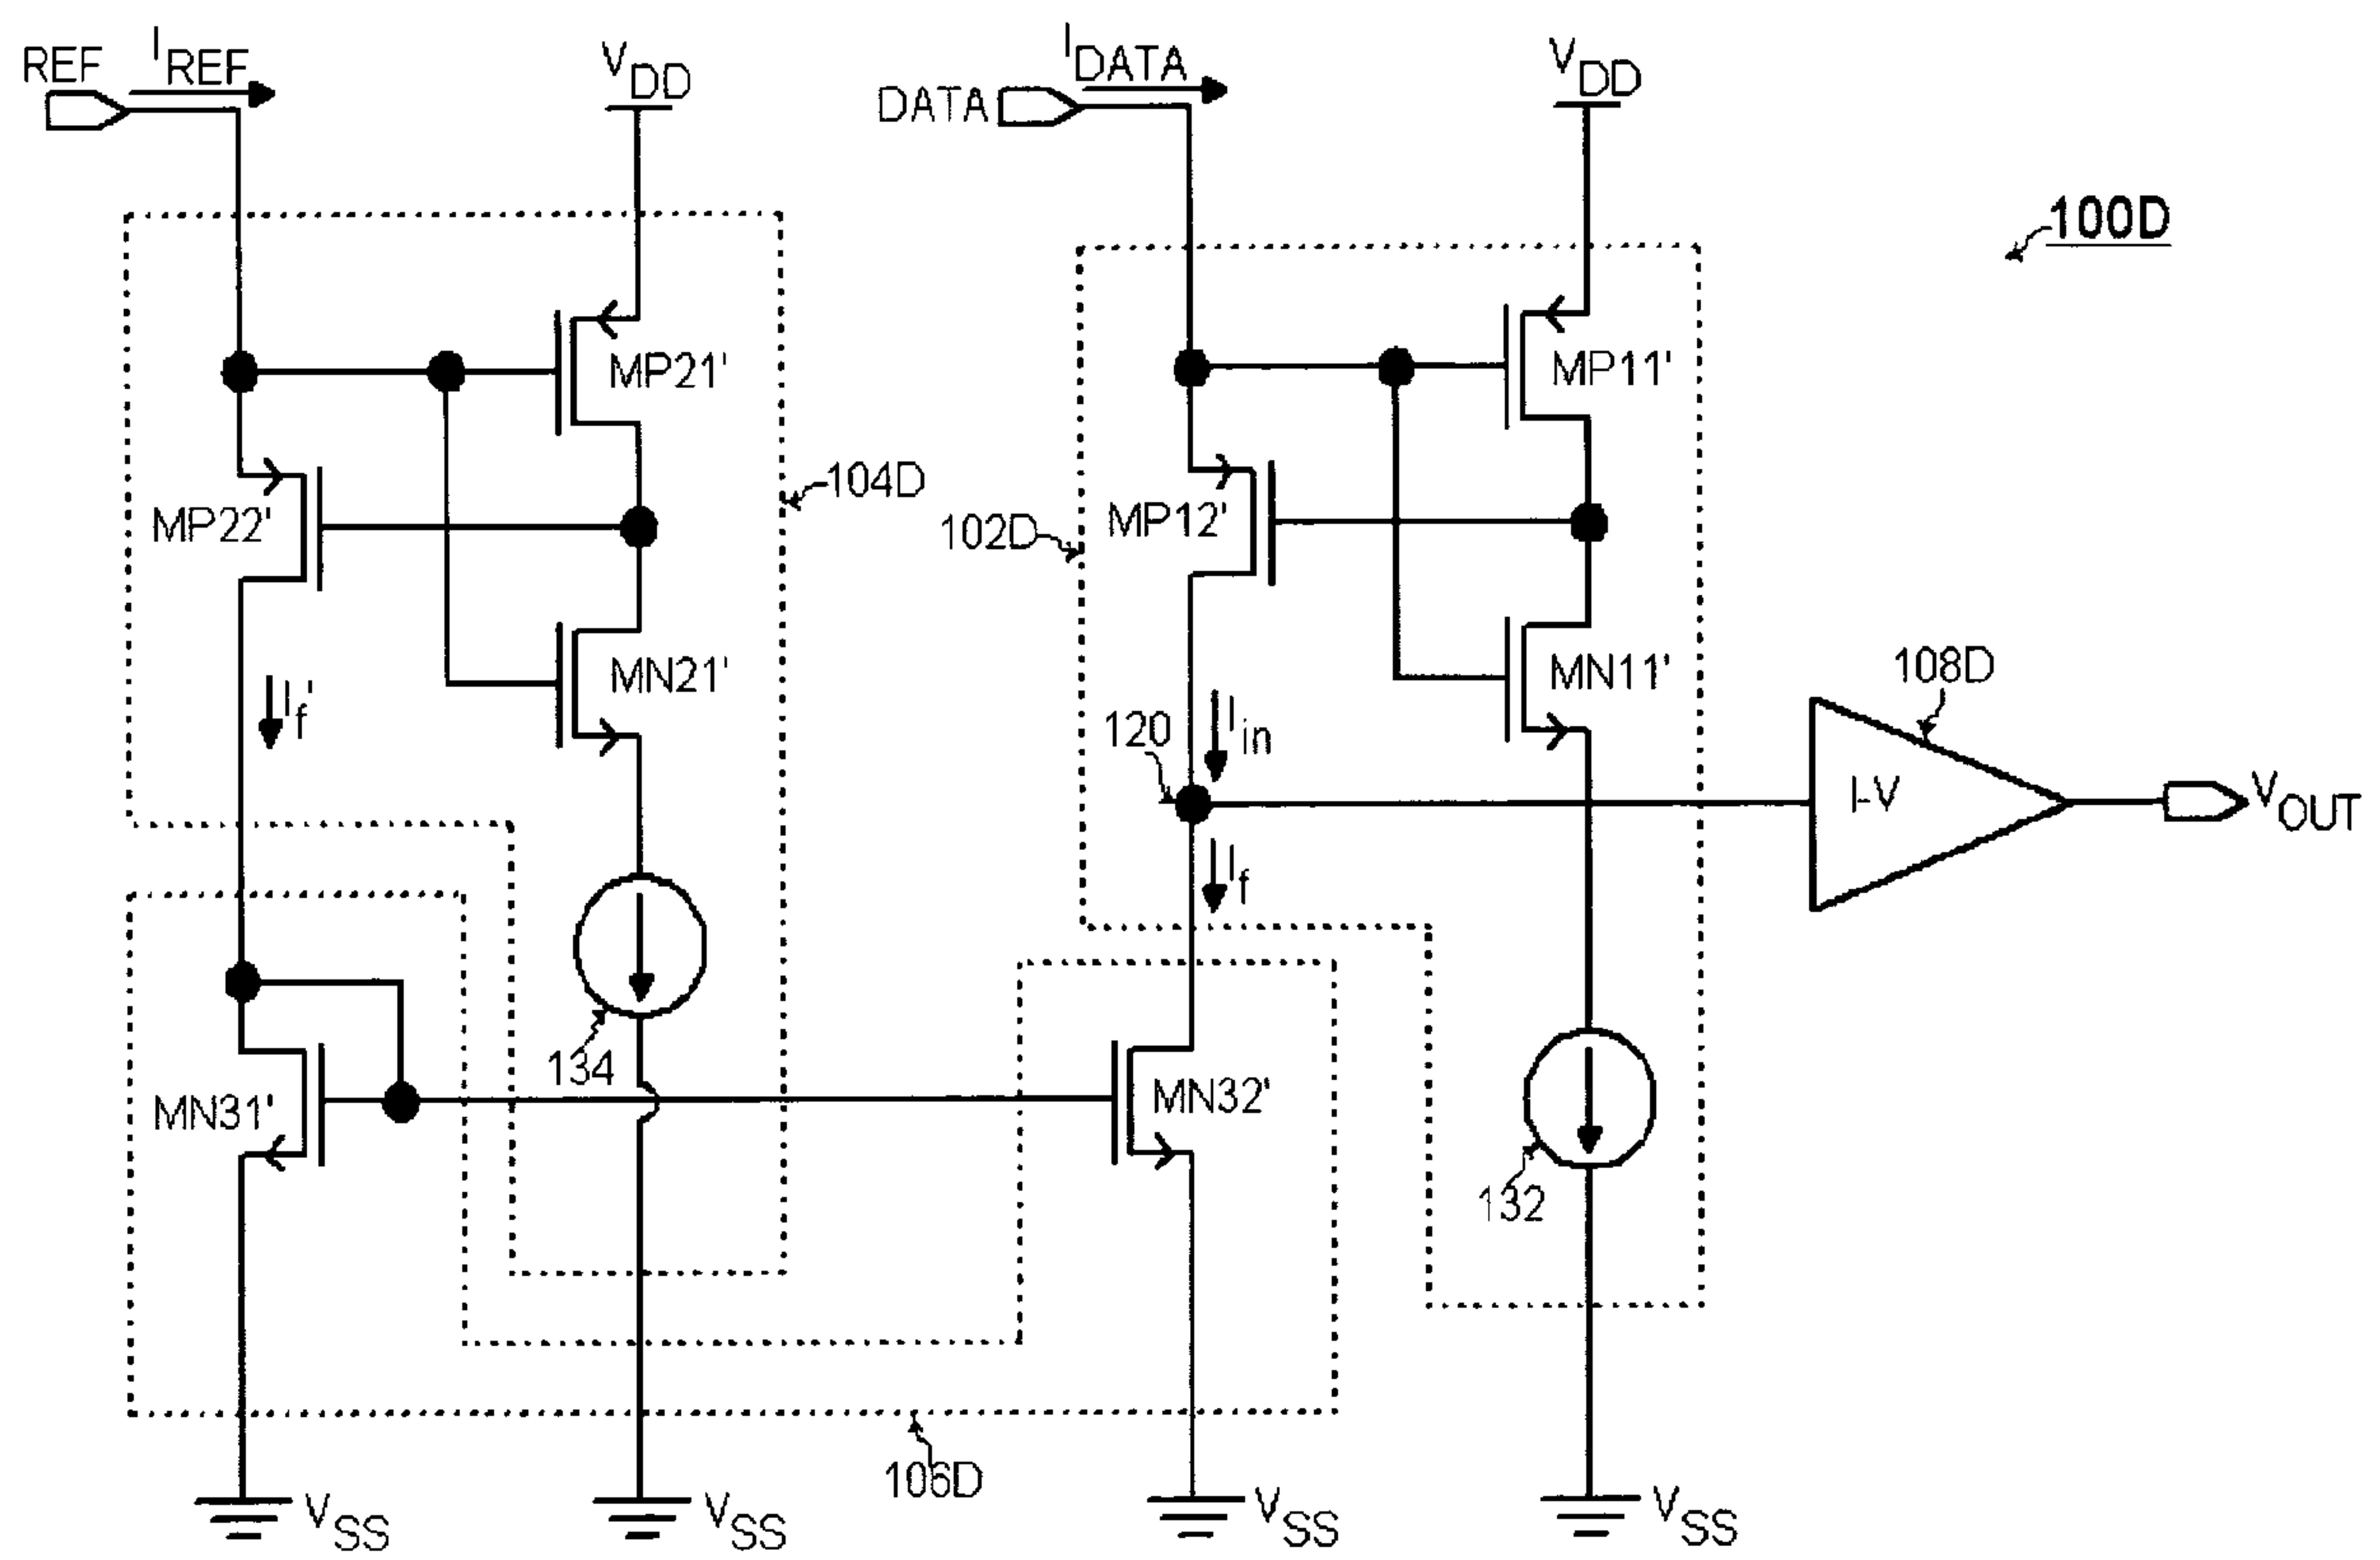 REF
IREF
VDD
DATA
IDATA
VDD
100D
MP21'
MP11'
104D
MP22'
102D
MP12'
MN21'
MN11'
108D
If'
120
Iin
I-V
VOUT
If
134
MN31'
MN32'
132
106D
VSS
VSS
VSS
VSS